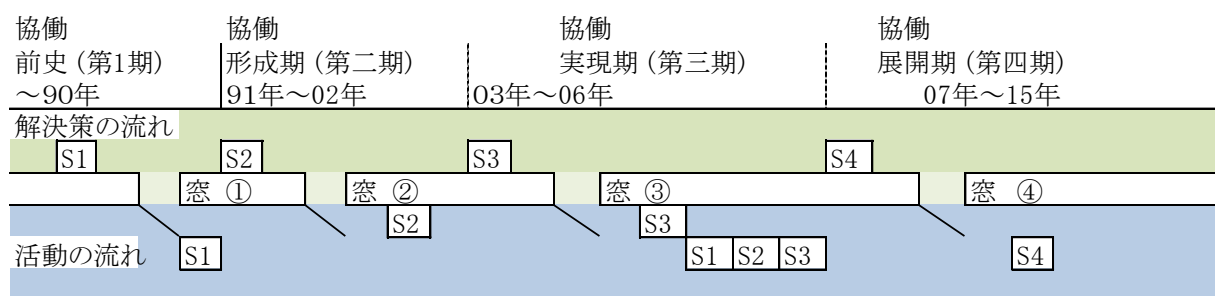 協働 協働 協働 協働
前史（第1期） 形成期（第二期） 実現期（第三期） 展開期（第四期）
～90年 91年～02年 03年～06年 07年～15年
解決策の流れ
S1 S2 S3 S4
窓 ① 窓 ② 窓 ③ 窓 ④
S2 S3
活動の流れ S1 S1 S2 S3 S4